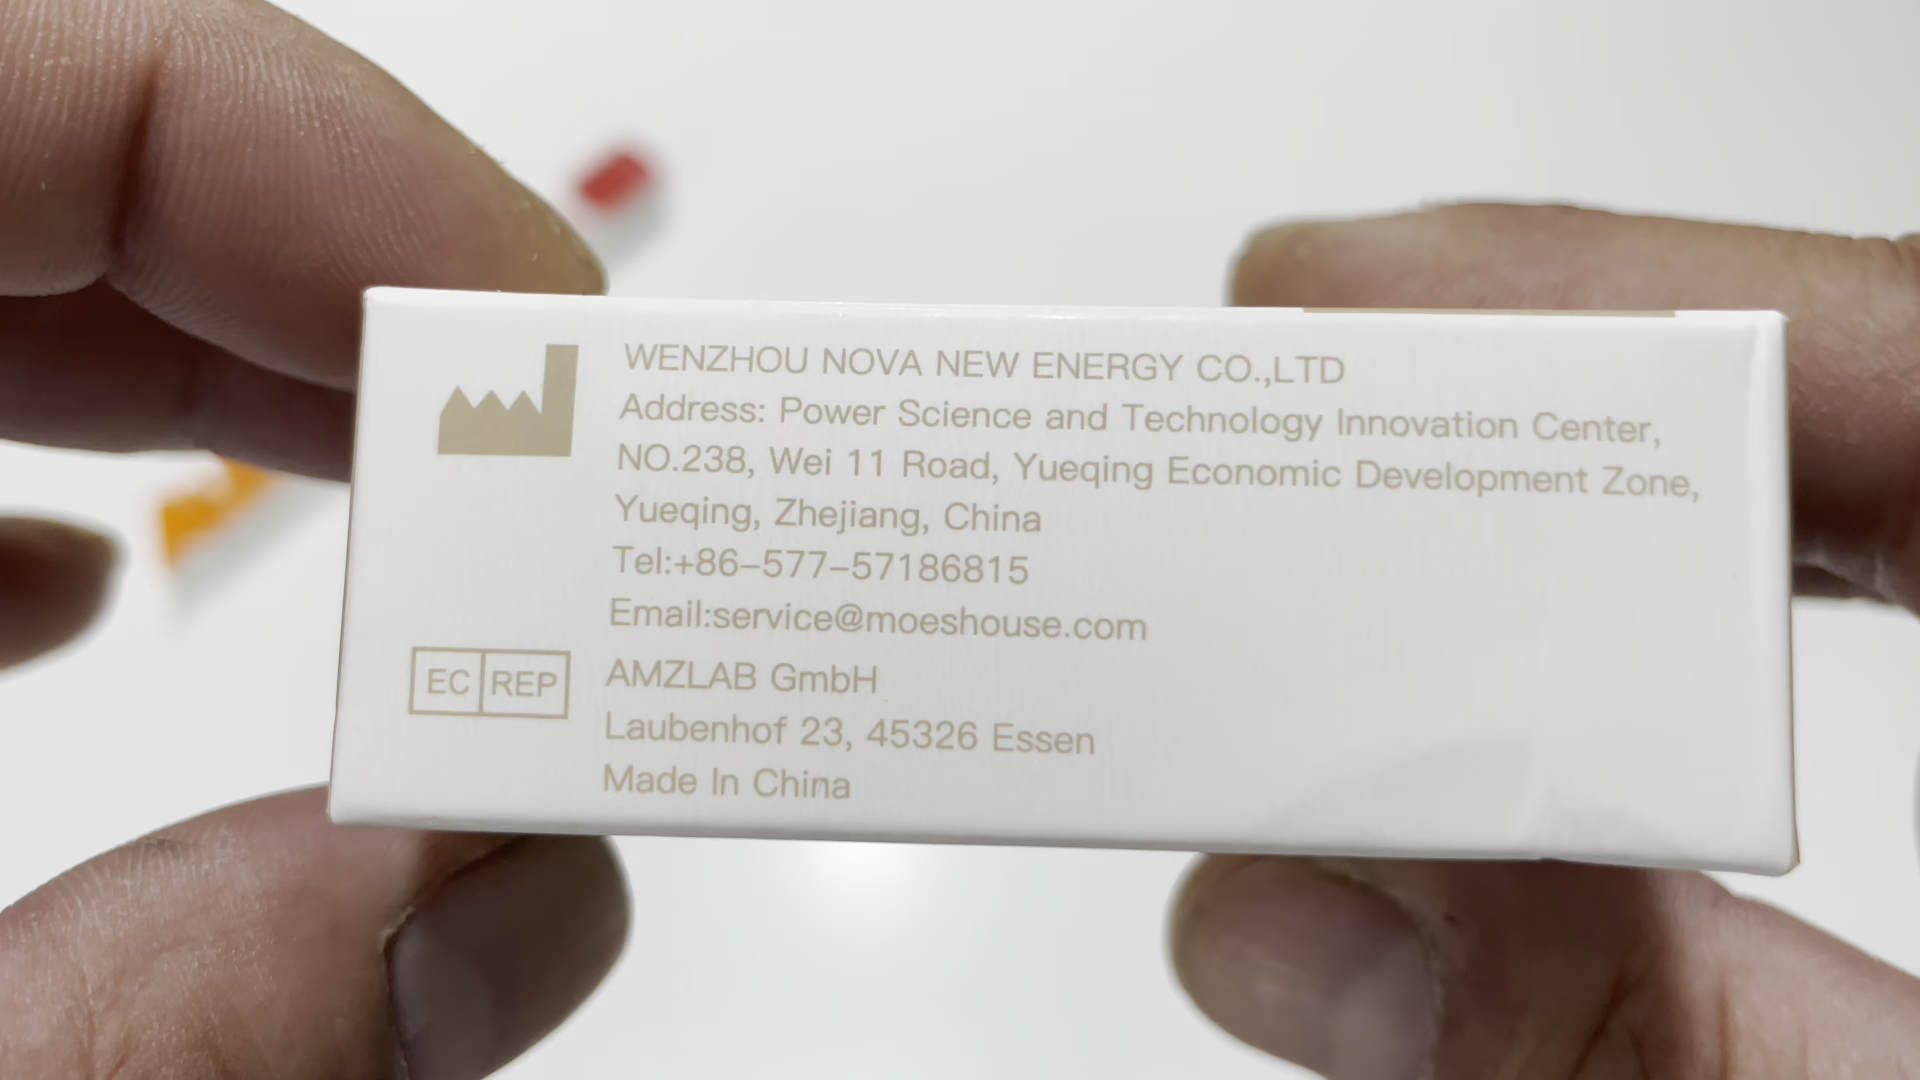 WENZHOU NOVA NEW ENERGY CO.,LTD
Address: Power Science and Technology Innovation Center,
NO.238, Wei 11 Road, Yueqing Economic Development Zone,
Yueqing, Zhejiang, China
Tel:+86–577–57186815
Email:service@moeshouse.com
EC REP
AMZLAB GmbH
Laubenhof 23, 45326 Essen
Made In China